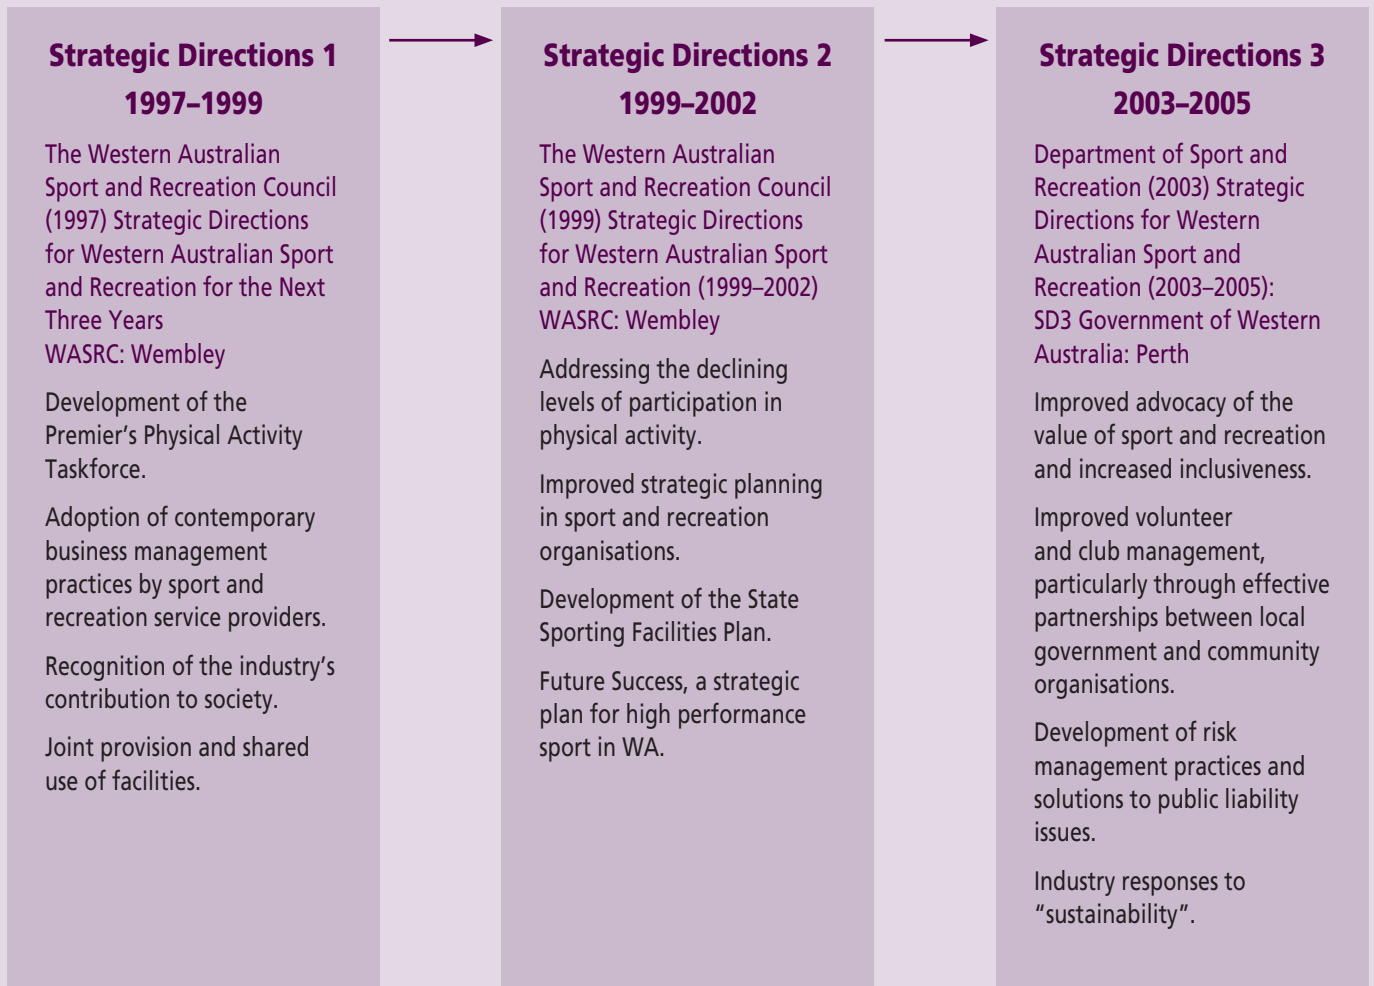 Strategic Directions 1
1997–1999
The Western Australian
Sport and Recreation Council
(1997) Strategic Directions
for Western Australian Sport
and Recreation for the Next
Three Years
WASRC: Wembley
Development of the
Premier’s Physical Activity
Taskforce.
Adoption of contemporary
business management
practices by sport and
recreation service providers.
Recognition of the industry’s
contribution to society.
Joint provision and shared
use of facilities.
Strategic Directions 2
1999–2002
The Western Australian
Sport and Recreation Council
(1999) Strategic Directions
for Western Australian Sport
and Recreation (1999–2002)
WASRC: Wembley
Addressing the declining
levels of participation in
physical activity.
Improved strategic planning
in sport and recreation
organisations.
Development of the State
Sporting Facilities Plan.
Future Success, a strategic
plan for high performance
sport in WA.
Strategic Directions 3
2003–2005
Department of Sport and
Recreation (2003) Strategic
Directions for Western
Australian Sport and
Recreation (2003–2005):
SD3 Government of Western
Australia: Perth
Improved advocacy of the
value of sport and recreation
and increased inclusiveness.
Improved volunteer
and club management,
particularly through effective
partnerships between local
government and community
organisations.
Development of risk
management practices and
solutions to public liability
issues.
Industry responses to
“sustainability”.